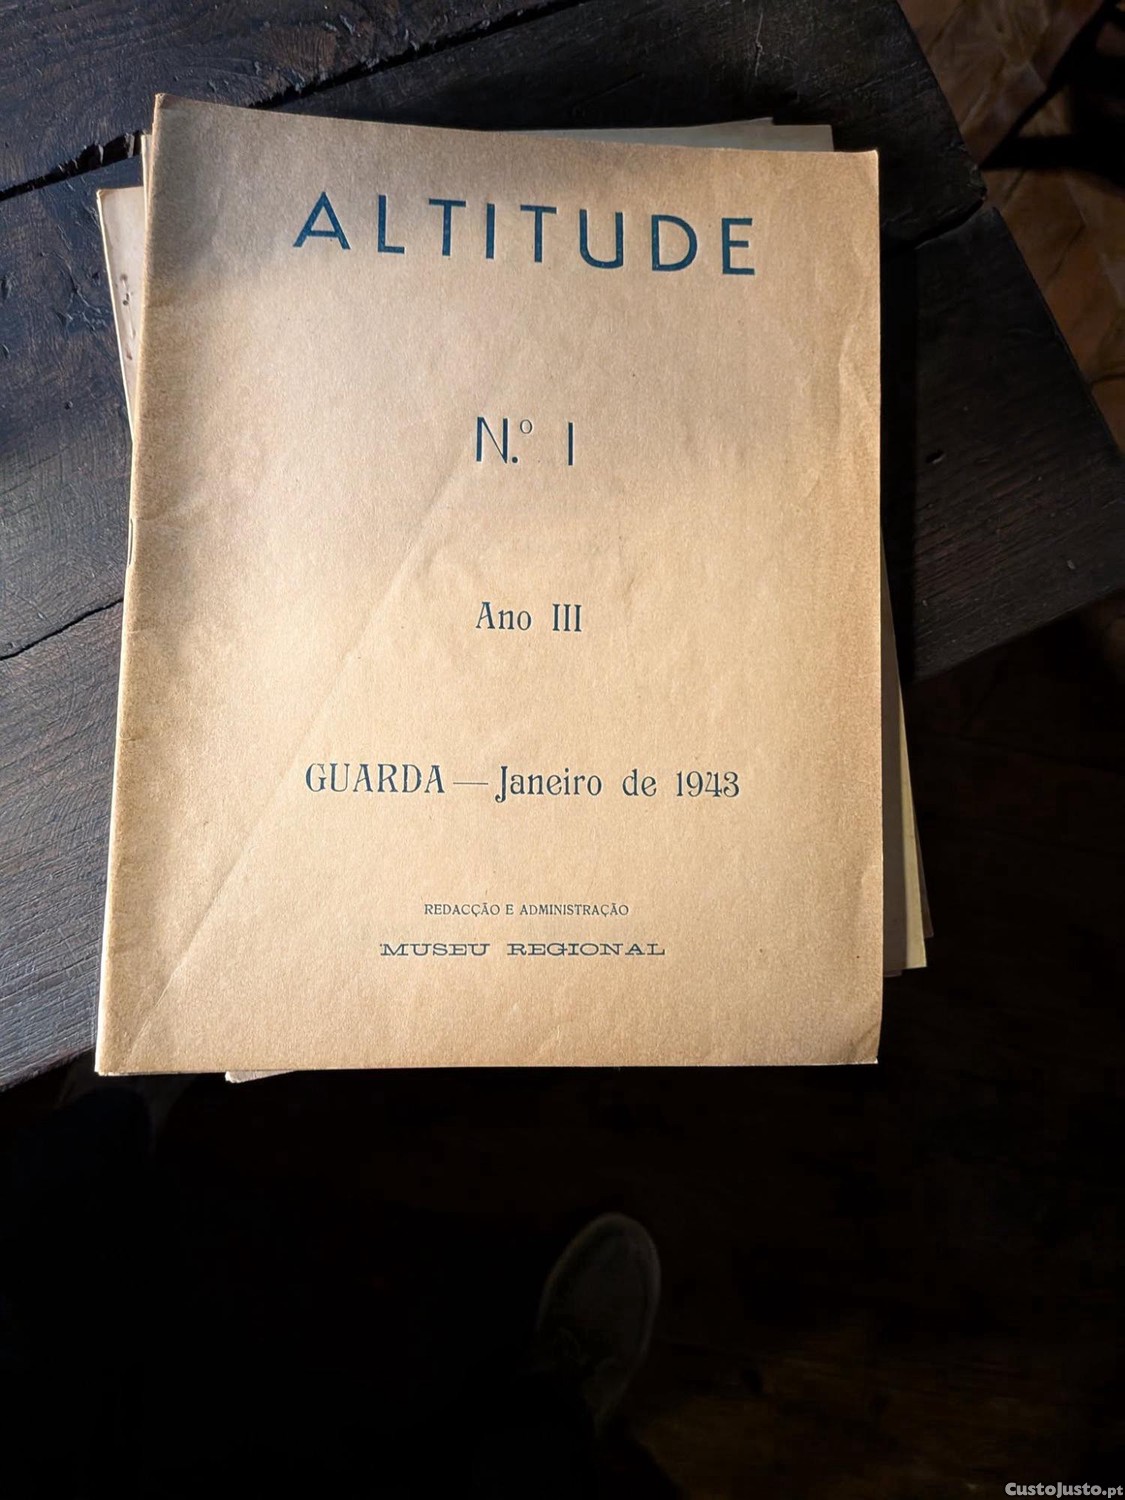 ALTITUDE
N.º 1
Ano III
GUARDA — Janeiro de 1943
REDACÇÃO E ADMINISTRAÇÃO
MUSEU REGIONAL
CustoJusto.pt